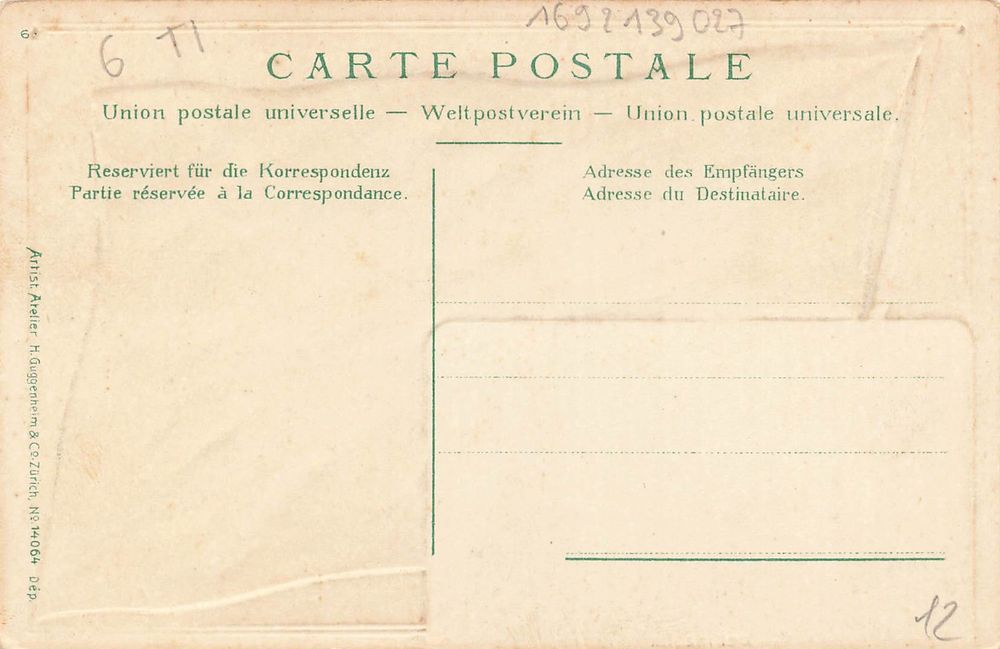 1692139027
6
6 TI
CARTE POSTALE
Union postale universelle — Weltpostverein — Union postale universale.
Reserviert für die Korrespondenz
Partie réservée à la Correspondance.
Adresse des Empfängers
Adresse du Destinataire.
Artist. Atelier H. Guggenheim & Co. Zürich, No. 14064 Dép.
12